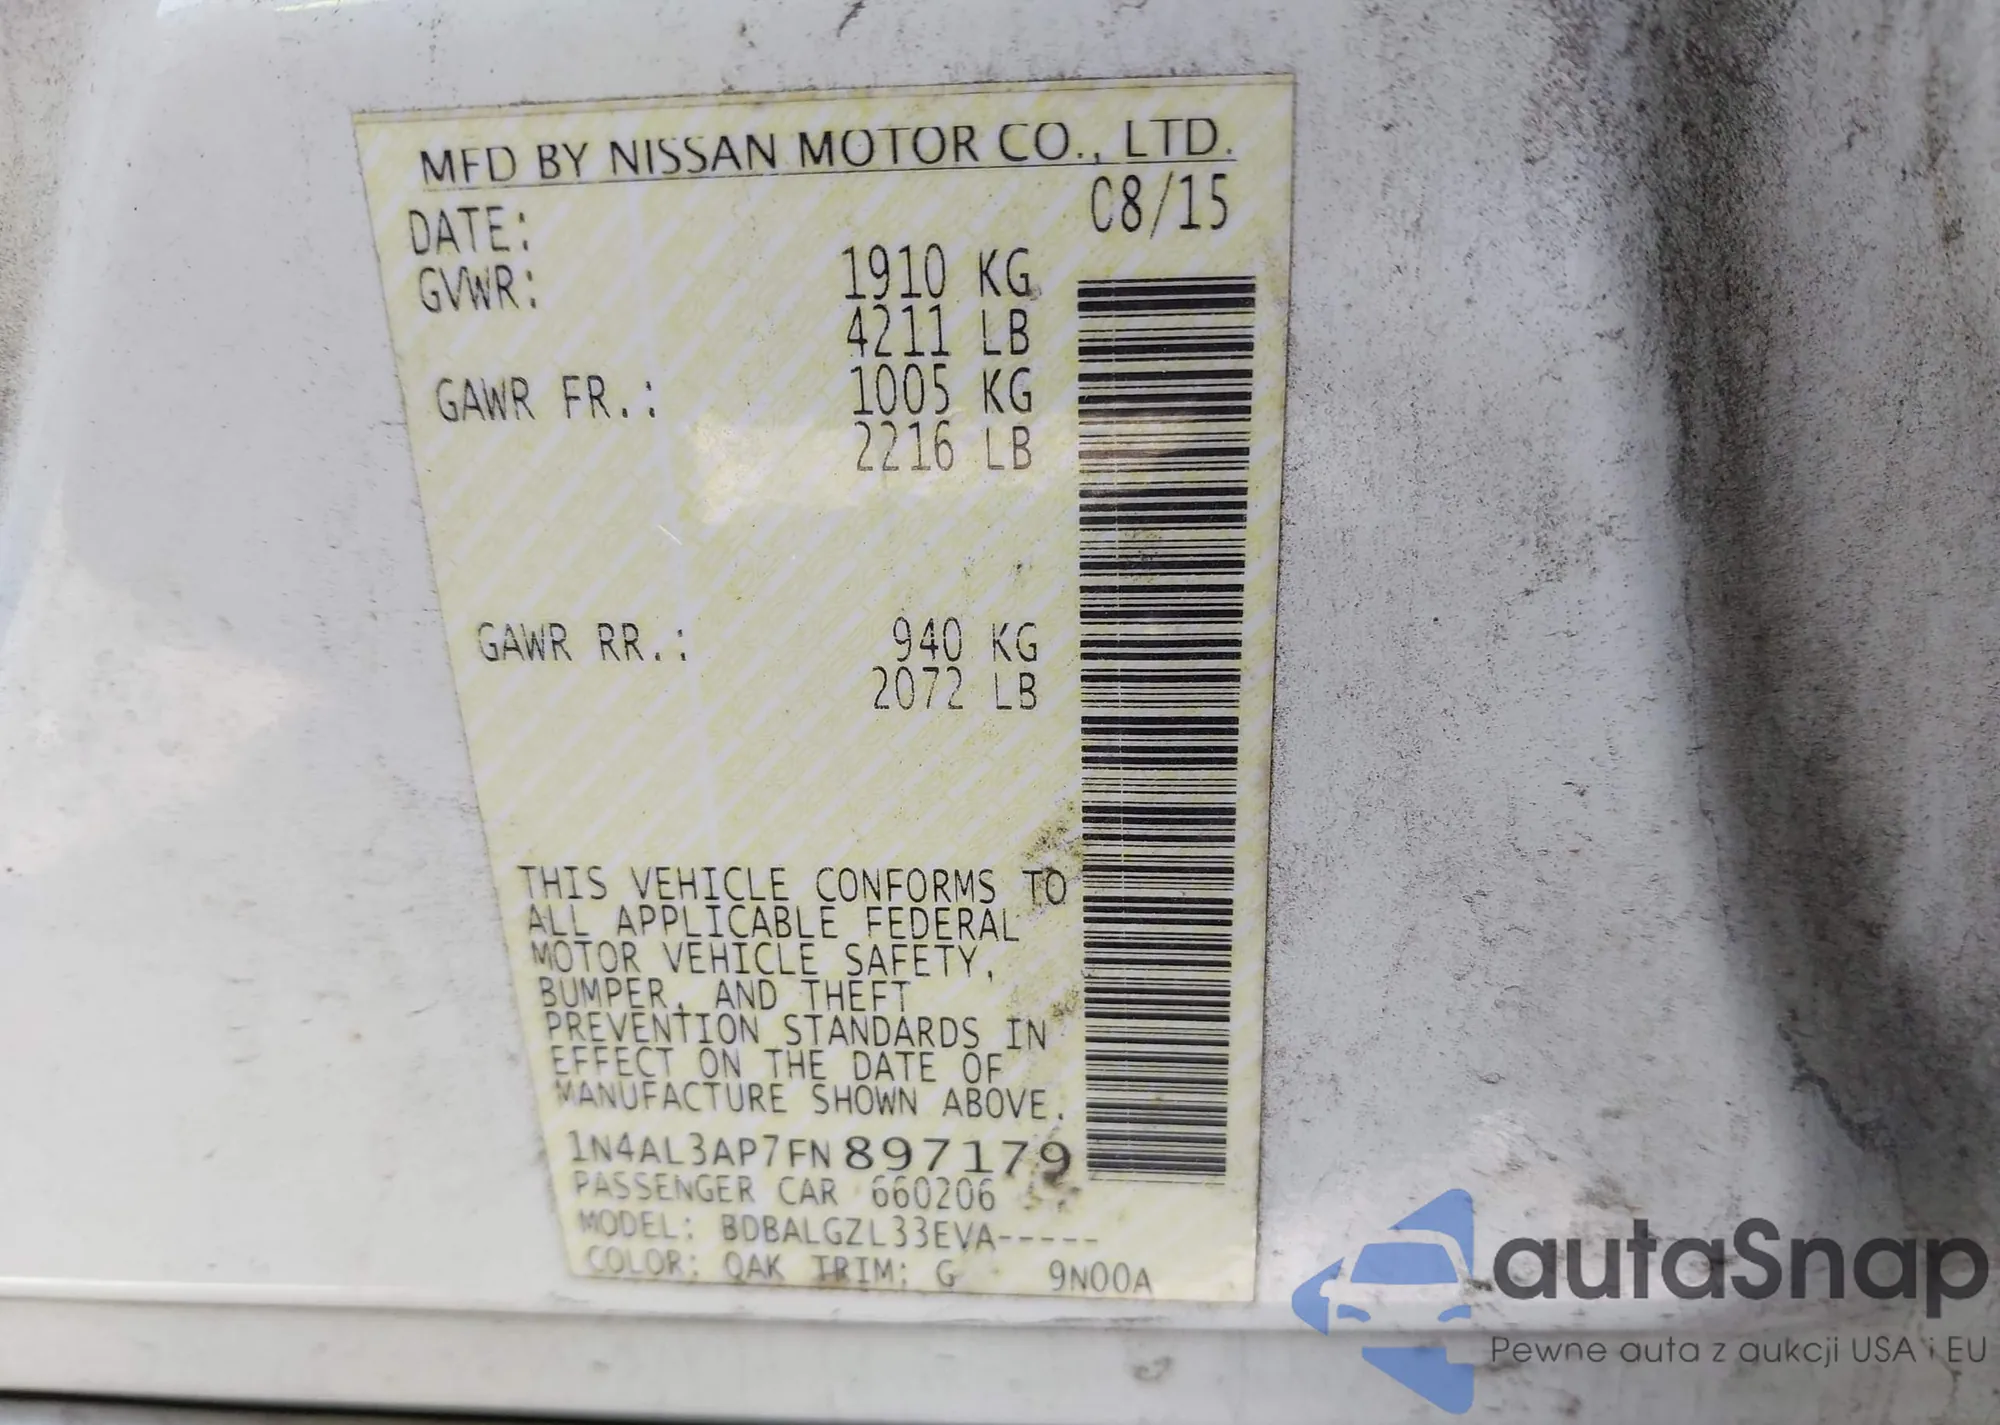 MFD BY NISSAN MOTOR CO., LTD.
DATE: 08/15
GVWR: 1910 KG
4211 LB
GAWR FR.: 1005 KG
2216 LB
GAWR RR.: 940 KG
2072 LB
THIS VEHICLE CONFORMS TO
ALL APPLICABLE FEDERAL
MOTOR VEHICLE SAFETY,
BUMPER, AND THEFT
PREVENTION STANDARDS IN
EFFECT ON THE DATE OF
MANUFACTURE SHOWN ABOVE.
1N4AL3AP7FN897179
PASSENGER CAR 660206
MODEL: BDBALGZL33EVA-----
COLOR: QAK TRIM: G 9N00A
autoSnap
Pewne auta z aukcji USA i EU